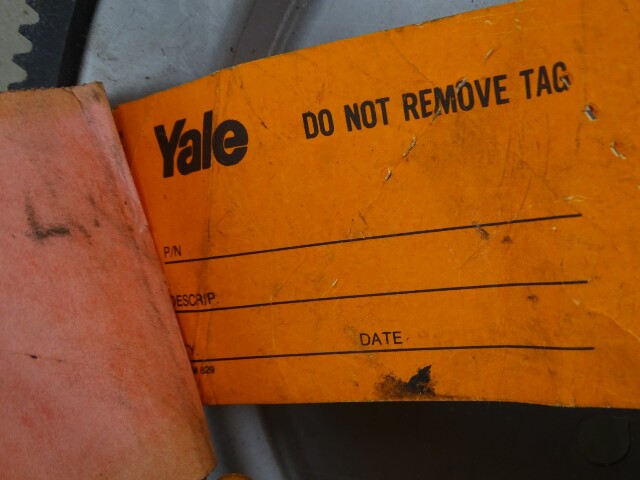 Yale
DO NOT REMOVE TAG
P/N
DESCRIP.
DATE